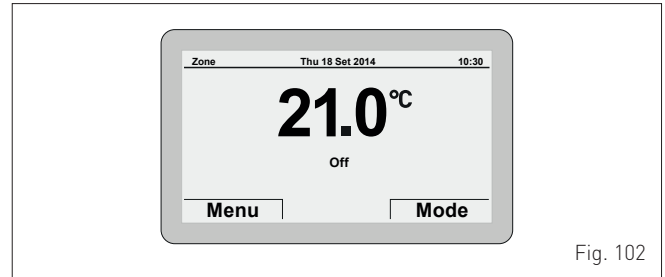 Zone Thu 18 Set 2014 10:30
21.0°C
Off
Menu Mode
Fig. 102